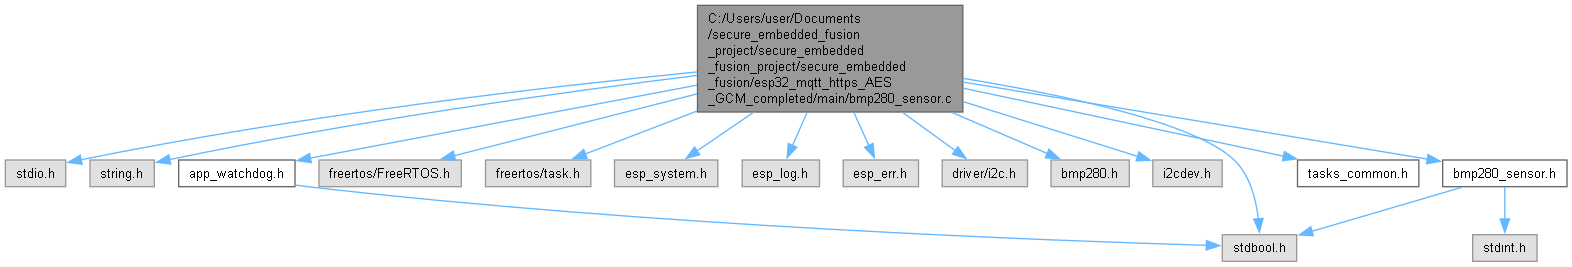 C:/Users/user/Documents
/secure_embedded_fusion
_project/secure_embedded
_fusion_project/secure_embedded
_fusion/esp32_mqtt_https_AES
_GCM_completed/main/bmp280_sensor.c
stdio.h
string.h
app_watchdog.h
freertos/FreeRTOS.h
freertos/task.h
esp_system.h
esp_log.h
esp_err.h
driver/i2c.h
bmp280.h
i2cdev.h
tasks_common.h
bmp280_sensor.h
stdbool.h
stdint.h